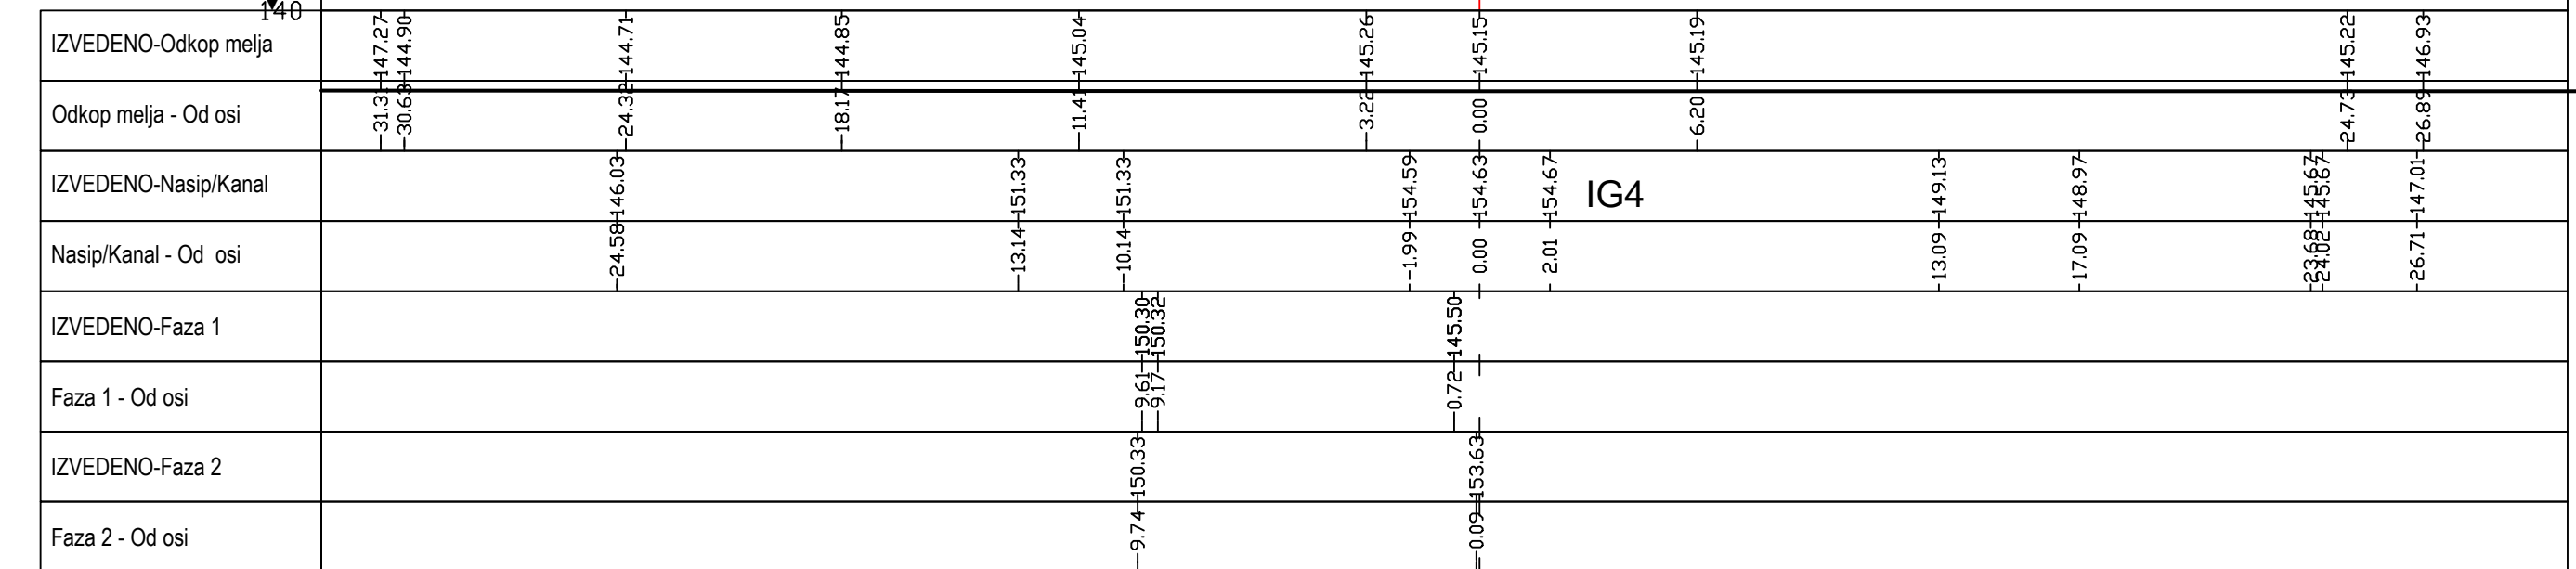 140
IZVEDENO-Odkop melja 147.27 144.90 144.71 144.85 145.04 145.26 145.15 145.19 145.22 146.93
Odkop melja - Od osi -30.63 -24.32 -18.17 -11.41 -3.22 0.00 6.20 24.73 26.89
IZVEDENO-Nasip/Kanal 146.03 151.33 151.33 154.59 154.63 154.67 IG4 149.13 148.97 145.67 145.67 147.01
Nasip/Kanal - Od osi -24.58 -13.14 -10.14 -1.99 0.00 2.01 13.09 17.09 23.68 24.02 26.71
IZVEDENO-Faza 1 150.30 150.32 145.50
Faza 1 - Od osi -9.61 -9.17 -0.72
IZVEDENO-Faza 2 150.33 153.63
Faza 2 - Od osi -9.74 -0.09